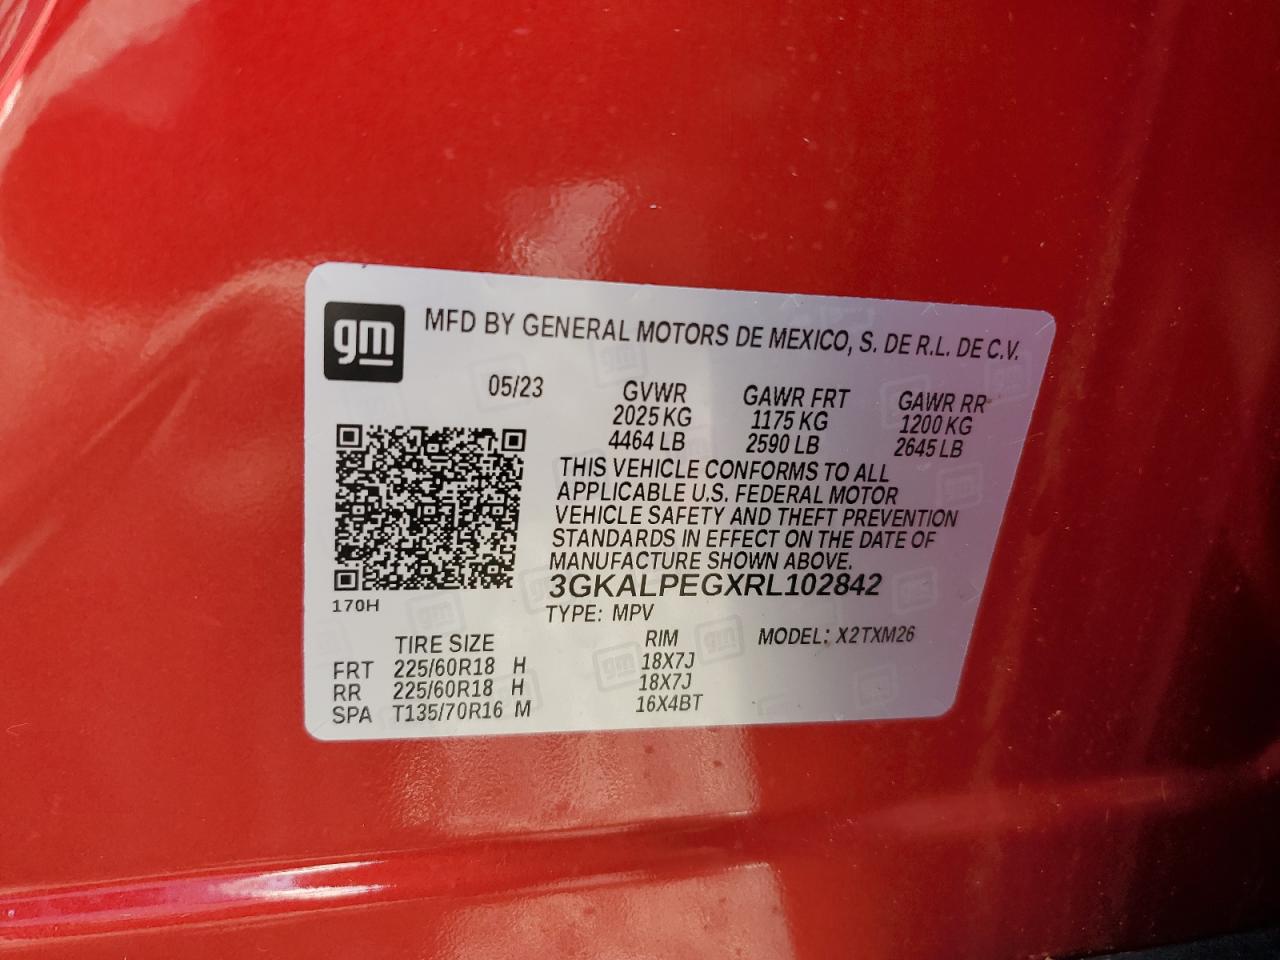 gm
MFD BY GENERAL MOTORS DE MEXICO, S. DE R.L. DE C.V.
05/23 GVWR GAWR FRT GAWR RR
2025 KG 1175 KG 1200 KG
4464 LB 2590 LB 2645 LB
THIS VEHICLE CONFORMS TO ALL
APPLICABLE U.S. FEDERAL MOTOR
VEHICLE SAFETY AND THEFT PREVENTION
STANDARDS IN EFFECT ON THE DATE OF
MANUFACTURE SHOWN ABOVE.
3GKALPEGXRL102842
170H
TYPE: MPV
TIRE SIZE RIM MODEL: X2TXM26
FRT 225/60R18 H 18X7J
RR 225/60R18 H 18X7J
SPA T135/70R16 M 16X4BT